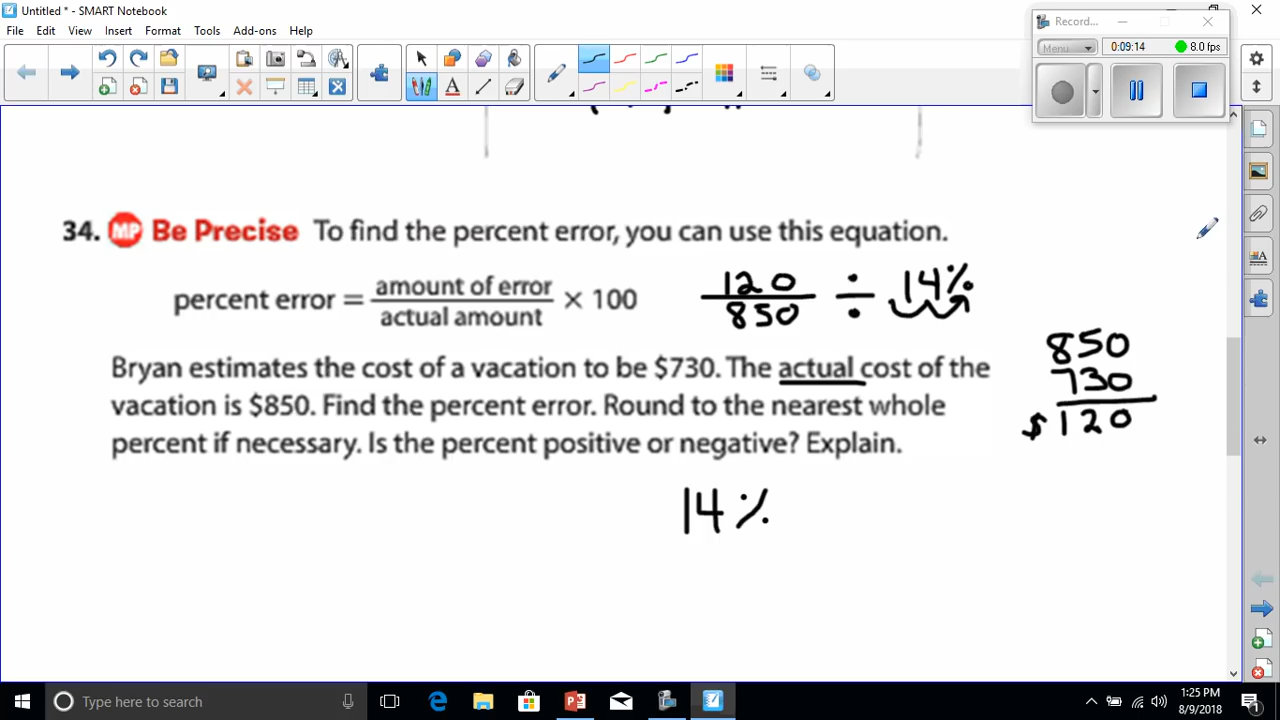 Untitled * - SMART Notebook
File Edit View Insert Format Tools Add-ons Help
Record...
Menu 0:09:14 8.0 fps
34. MP Be Precise To find the percent error, you can use this equation.
percent error = amount of error / actual amount × 100
120 / 850 ÷ 14%
Bryan estimates the cost of a vacation to be $730. The actual cost of the
vacation is $850. Find the percent error. Round to the nearest whole
percent if necessary. Is the percent positive or negative? Explain.
850
730
$120
14%
Type here to search
1:25 PM
8/9/2018
1